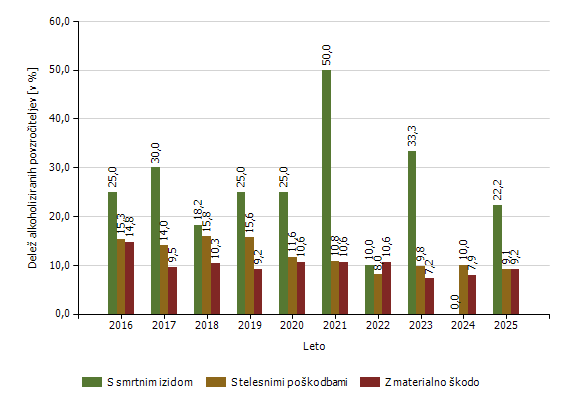 60,0
50,0
40,0
30,0
20,0
10,0
0,0
Delež alkoholiziranih povzročiteljev [v %]
25,0 15,3 14,8
30,0 14,0 9,5
18,2 15,8 10,3
25,0 15,6 9,2
25,0 11,6 10,6
50,0 10,8 10,6
10,0 8,0 10,6
33,3 9,8 7,2
0,0 10,0 7,9
22,2 9,1 9,2
2016 2017 2018 2019 2020 2021 2022 2023 2024 2025
Leto
S smrtnim izidom S telesnimi poškodbami Z materialno škodo